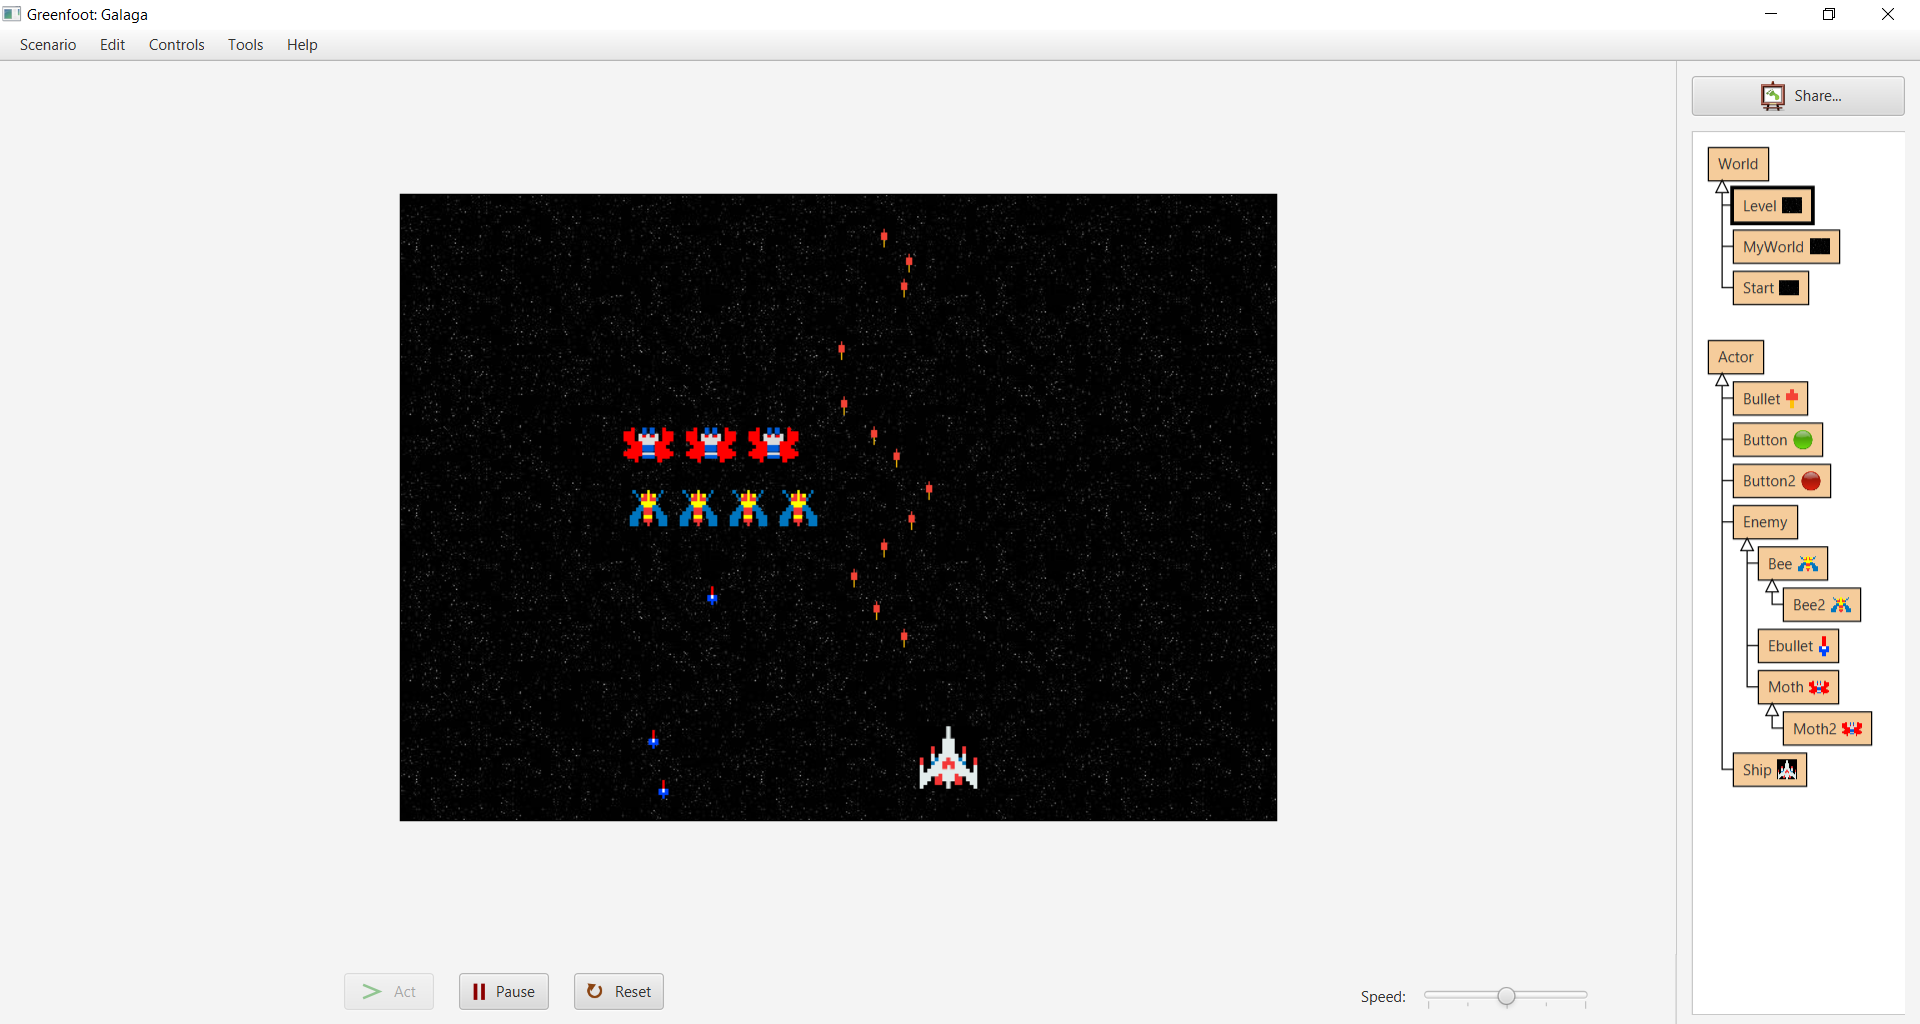 Greenfoot: Galaga
Scenario Edit Controls Tools Help
Share...
World
Level
MyWorld
Start
Actor
Bullet
Button
Button2
Enemy
Bee
Bee2
Ebullet
Moth
Moth2
Ship
Act Pause Reset Speed: